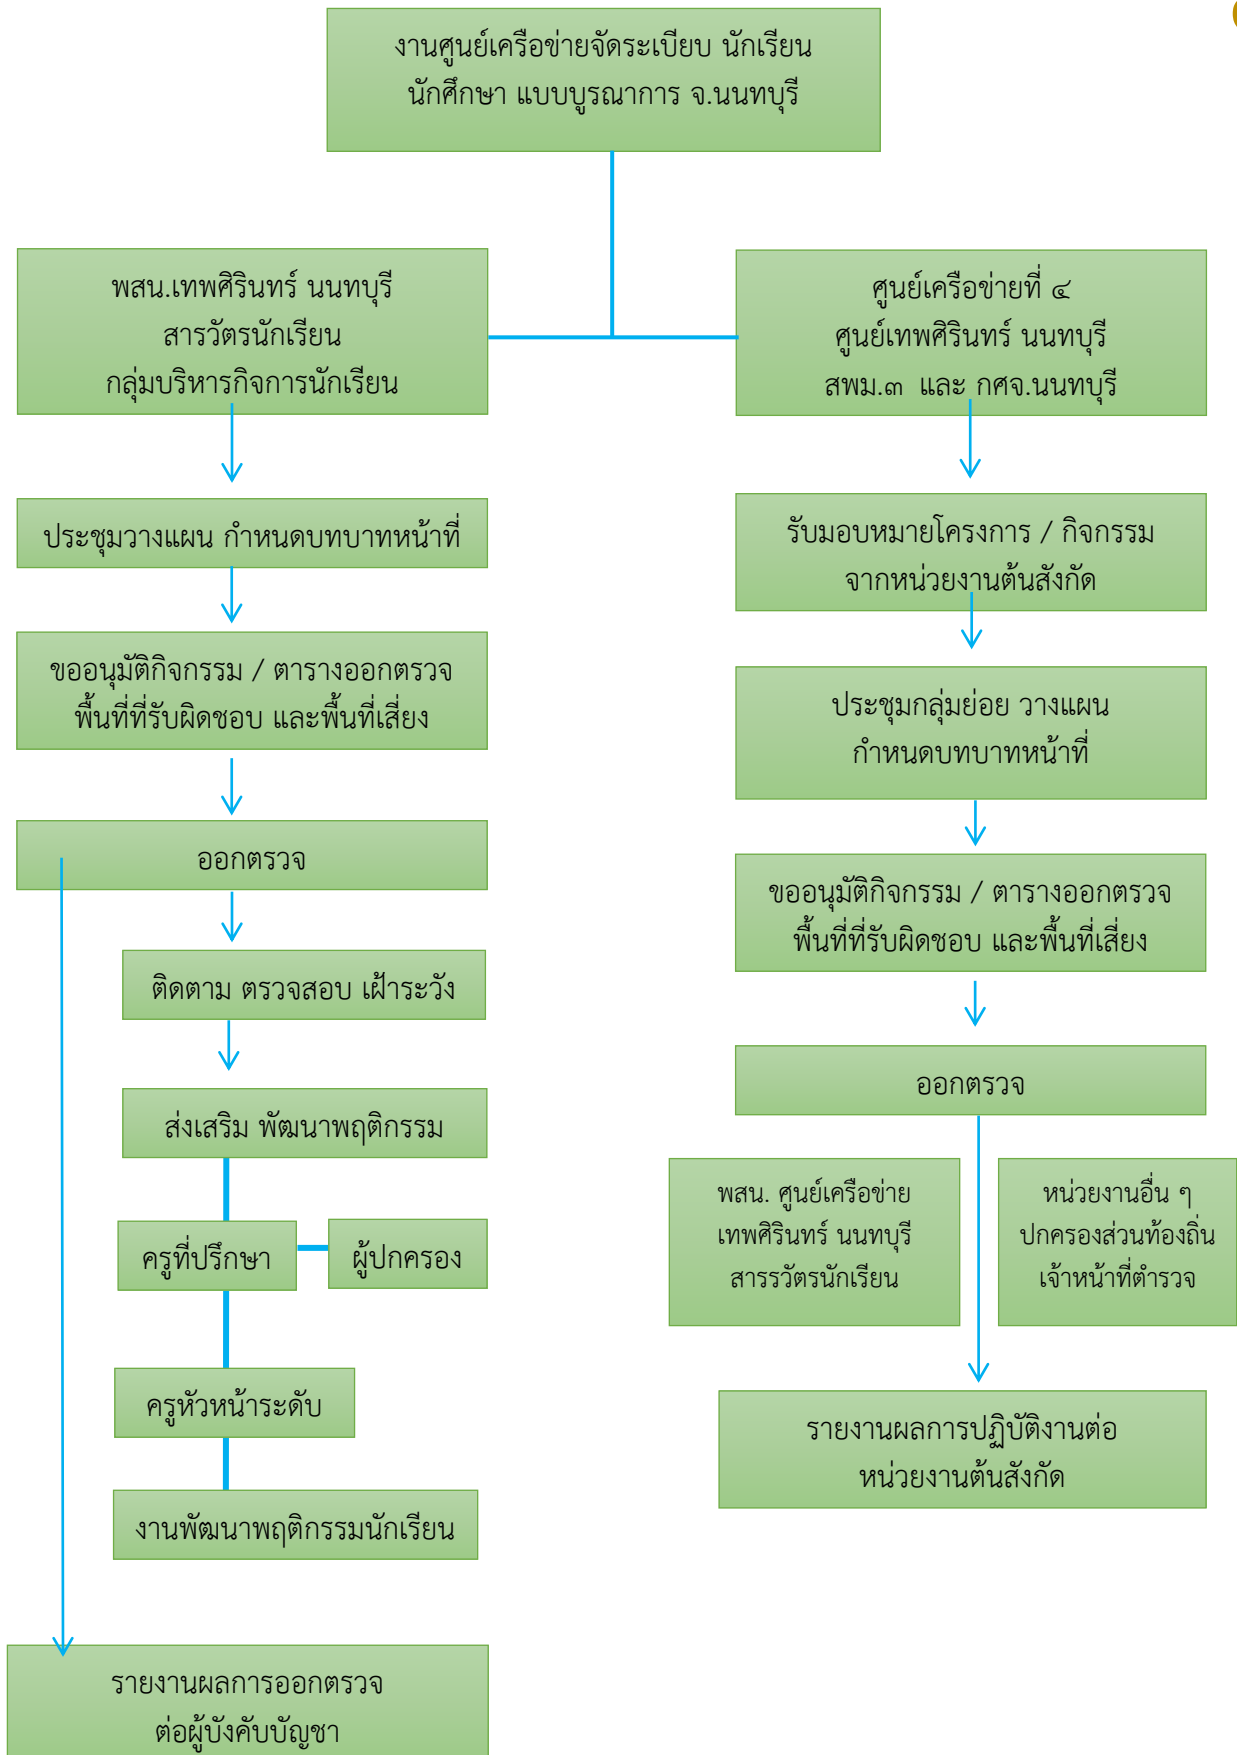 งานศูนย์เครือข่ายจัดระเบียบ นักเรียน
นักศึกษา แบบบูรณาการ จ.นนทบุรี
พสน.เทพศิรินทร์ นนทบุรี
สารวัตรนักเรียน
กลุ่มบริหารกิจการนักเรียน
ประชุมวางแผน กำหนดบทบาทหน้าที่
ขออนุมัติกิจกรรม / ตารางออกตรวจ
พื้นที่ที่รับผิดชอบ และพื้นที่เสี่ยง
ออกตรวจ
ติดตาม ตรวจสอบ เฝ้าระวัง
ส่งเสริม พัฒนาพฤติกรรม
ครูที่ปรึกษา
ผู้ปกครอง
ครูหัวหน้าระดับ
งานพัฒนาพฤติกรรมนักเรียน
รายงานผลการออกตรวจ
ต่อผู้บังคับบัญชา
ศูนย์เครือข่ายที่ ๔
ศูนย์เทพศิรินทร์ นนทบุรี
สพม.๓ และ กศจ.นนทบุรี
รับมอบหมายโครงการ / กิจกรรม
จากหน่วยงานต้นสังกัด
ประชุมกลุ่มย่อย วางแผน
กำหนดบทบาทหน้าที่
ขออนุมัติกิจกรรม / ตารางออกตรวจ
พื้นที่ที่รับผิดชอบ และพื้นที่เสี่ยง
ออกตรวจ
พสน. ศูนย์เครือข่าย
เทพศิรินทร์ นนทบุรี
สารรวัตรนักเรียน
หน่วยงานอื่น ๆ
ปกครองส่วนท้องถิ่น
เจ้าหน้าที่ตำรวจ
รายงานผลการปฏิบัติงานต่อ
หน่วยงานต้นสังกัด